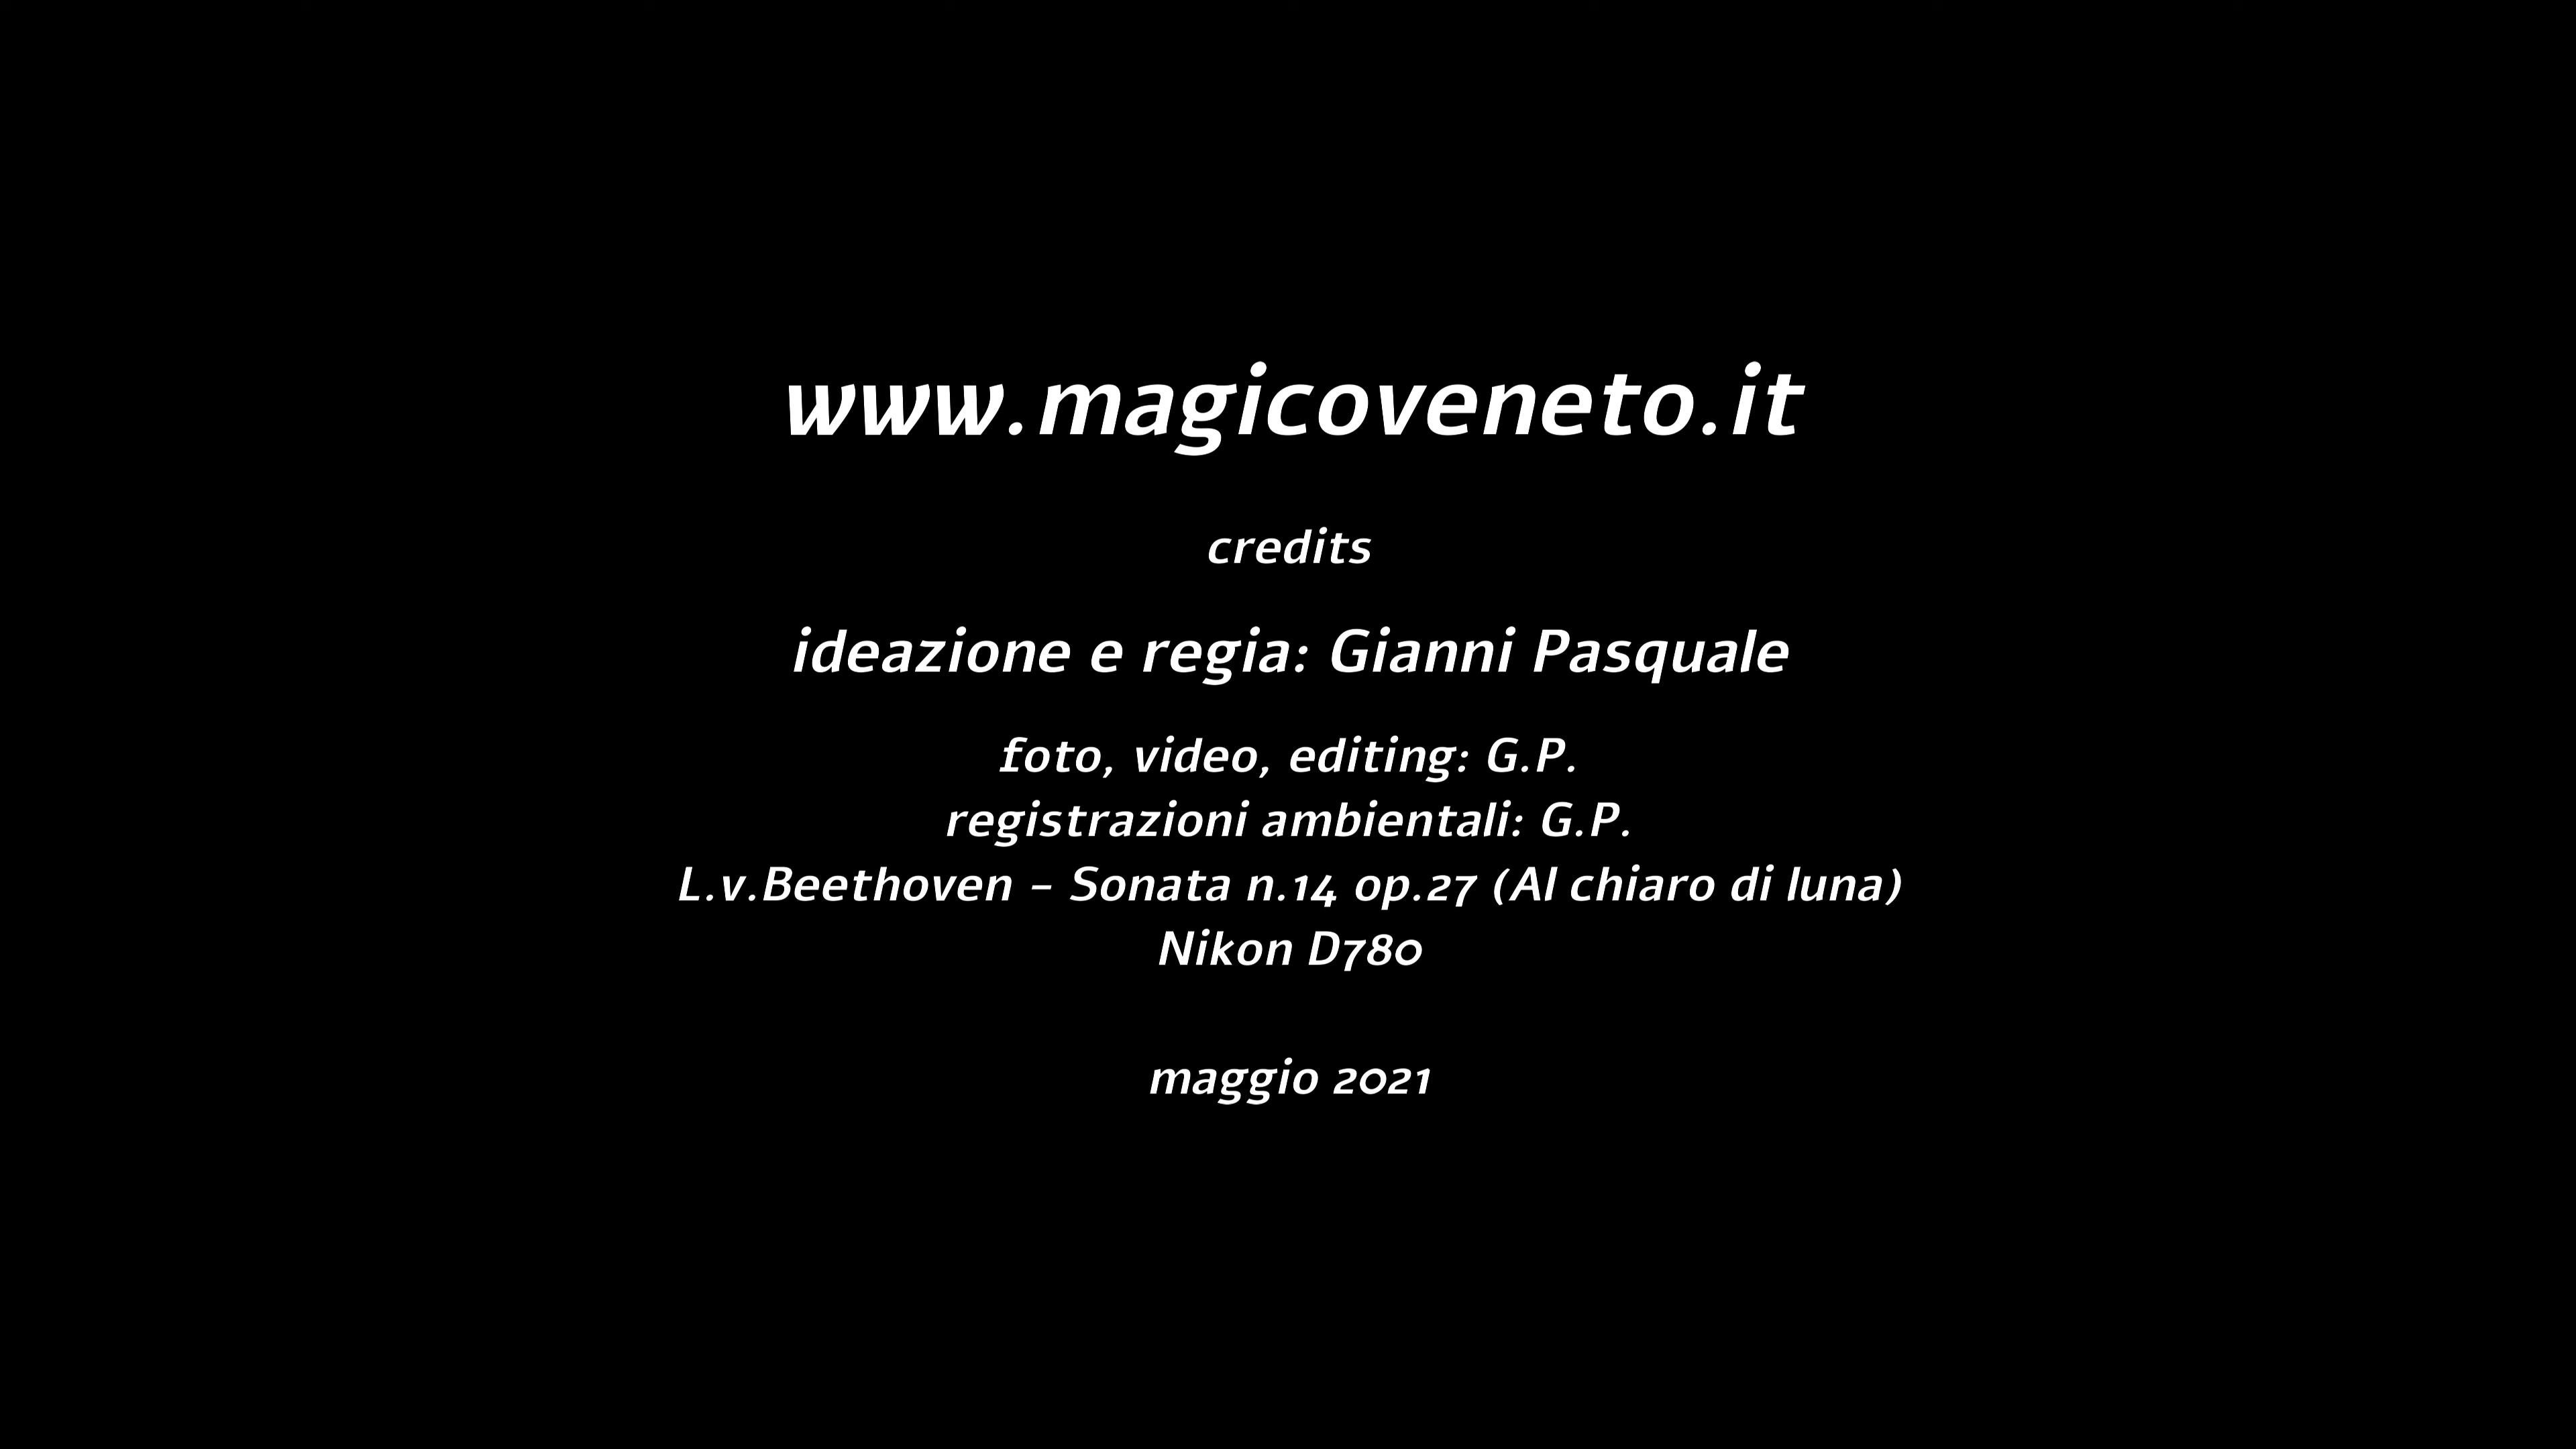 www.magicoveneto.it
credits
ideazione e regia: Gianni Pasquale
foto, video, editing: G.P.
registrazioni ambientali: G.P.
L.v.Beethoven - Sonata n.14 op.27 (Al chiaro di luna)
Nikon D780
maggio 2021